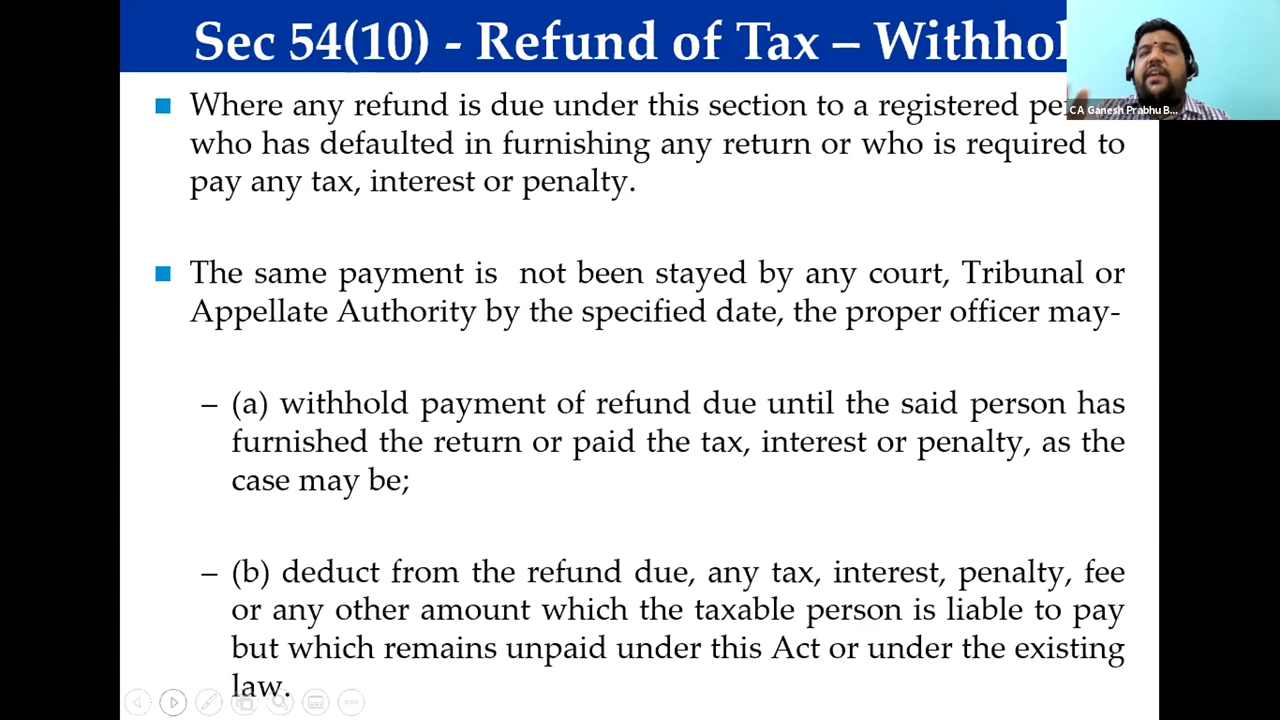 Sec 54(10) - Refund of Tax – Withhol
CA Ganesh Prabhu B...
Where any refund is due under this section to a registered
who has defaulted in furnishing any return or who is required to
pay any tax, interest or penalty.
The same payment is not been stayed by any court, Tribunal or
Appellate Authority by the specified date, the proper officer may-
– (a) withhold payment of refund due until the said person has
furnished the return or paid the tax, interest or penalty, as the
case may be;
– (b) deduct from the refund due, any tax, interest, penalty, fee
or any other amount which the taxable person is liable to pay
but which remains unpaid under this Act or under the existing
law.